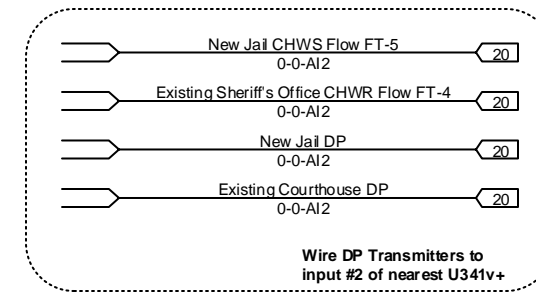 New Jail CHWS Flow FT-5
20
0-0-AI2
Existing Sheriff's Office CHWR Flow FT-4
20
0-0-AI2
New Jail DP
20
0-0-AI2
Existing Courthouse DP
20
0-0-AI2
Wire DP Transmitters to
input #2 of nearest U341v+